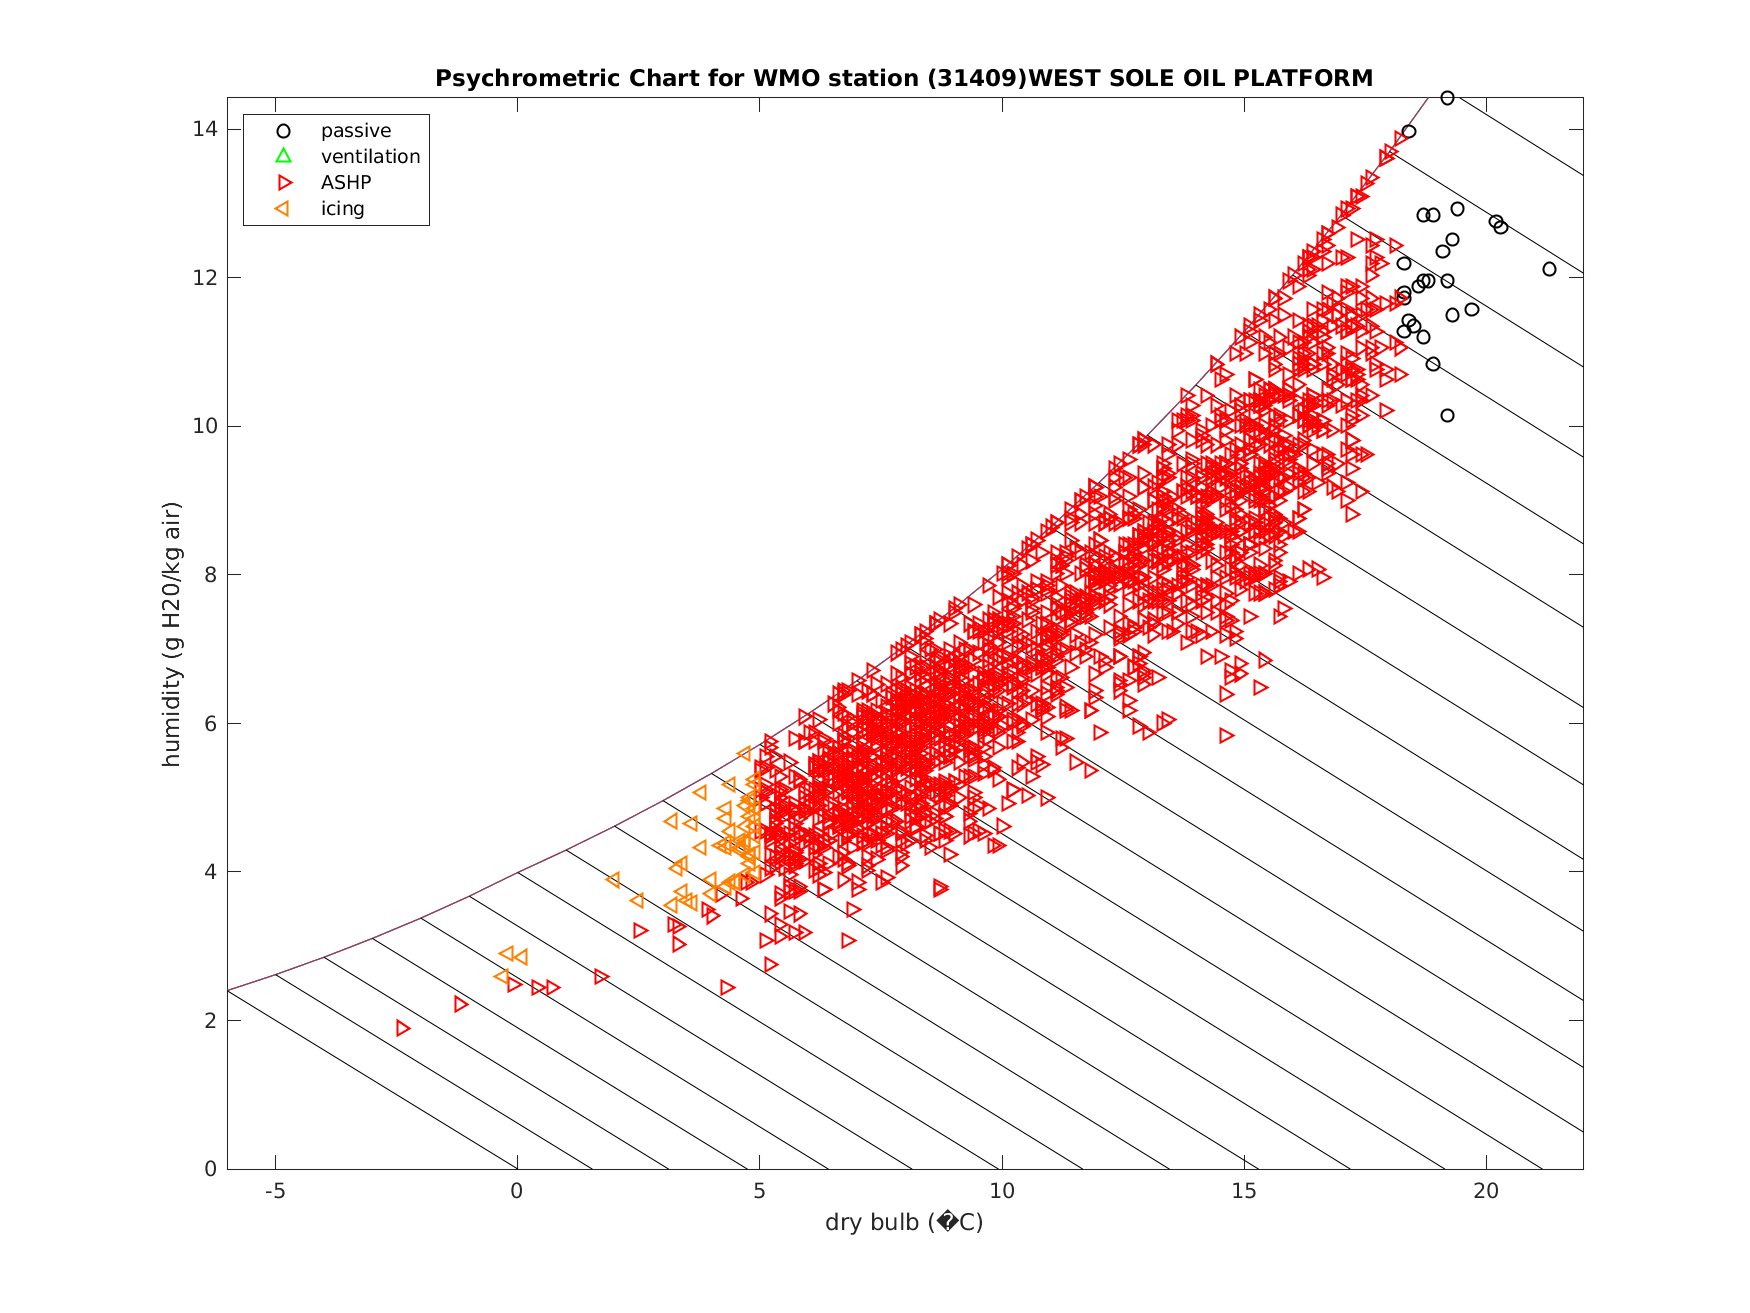 Psychrometric Chart for WMO station (31409)WEST SOLE OIL PLATFORM
passive
ventilation
ASHP
icing
humidity (g H20/kg air)
14
12
10
8
6
4
2
0
-5 0 5 10 15 20
dry bulb (�C)